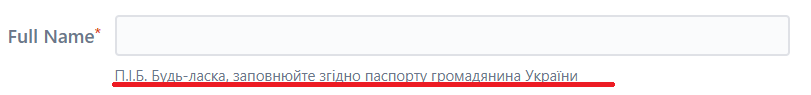 Full Name*
П.І.Б. Будь-ласка, заповнюйте згідно паспорту громадянина України